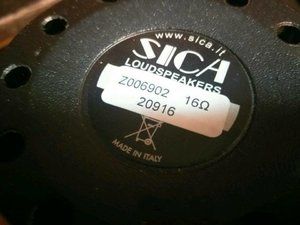 www.sica.it
SICA
LOUDSPEAKERS
Z006902 16Ω
20916
MADE IN ITALY